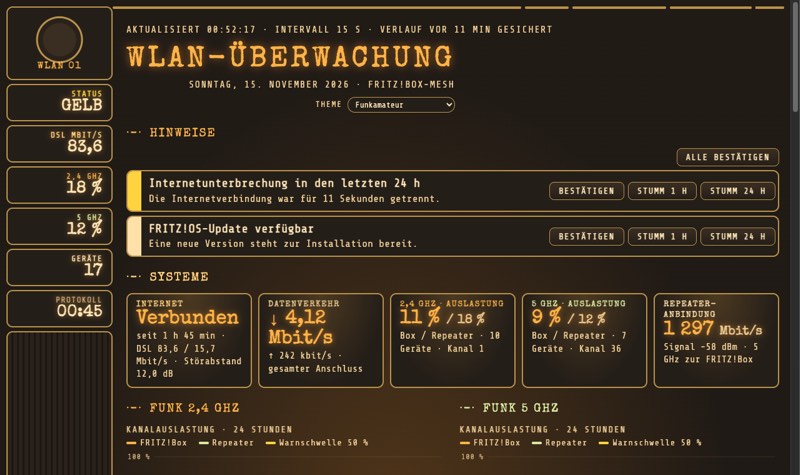 WLAN 01
STATUS
GELB
DSL MBIT/S
83,6
2,4 GHZ
18 %
5 GHZ
12 %
GERÄTE
17
PROTOKOLL
00:45
AKTUALISIERT 00:52:17 · INTERVALL 15 S · VERLAUF VOR 11 MIN GESICHERT
WLAN-ÜBERWACHUNG
SONNTAG, 15. NOVEMBER 2026 · FRITZ!BOX-MESH
THEME Funkamateur
·–· HINWEISE
ALLE BESTÄTIGEN
Internetunterbrechung in den letzten 24 h
Die Internetverbindung war für 11 Sekunden getrennt.
BESTÄTIGEN STUMM 1 H STUMM 24 H
FRITZ!OS-Update verfügbar
Eine neue Version steht zur Installation bereit.
BESTÄTIGEN STUMM 1 H STUMM 24 H
·–· SYSTEME
INTERNET
Verbunden
seit 1 h 45 min ·
DSL 83,6 / 15,7
Mbit/s · Störabstand
12,0 dB
DATENVERKEHR
↓ 4,12
Mbit/s
↑ 242 kbit/s ·
gesamter Anschluss
2,4 GHZ · AUSLASTUNG
11 % / 18 %
Box / Repeater · 10
Geräte · Kanal 1
5 GHZ · AUSLASTUNG
9 % / 12 %
Box / Repeater · 7
Geräte · Kanal 36
REPEATER-
ANBINDUNG
1 297 Mbit/s
Signal -58 dBm · 5
GHz zur FRITZ!Box
·–· FUNK 2,4 GHZ
KANALAUSLASTUNG · 24 STUNDEN
FRITZ!Box Repeater Warnschwelle 50 %
100 %
·–· FUNK 5 GHZ
KANALAUSLASTUNG · 24 STUNDEN
FRITZ!Box Repeater Warnschwelle 50 %
100 %